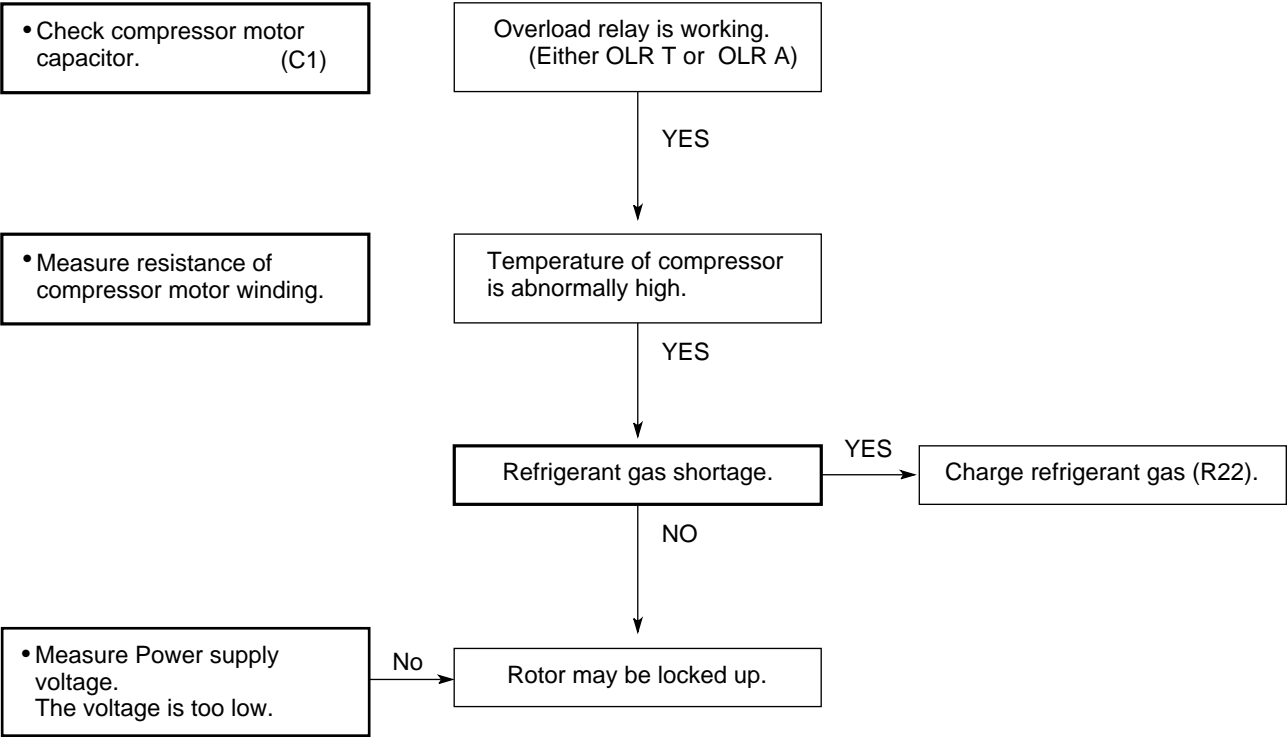 • Check compressor motor
capacitor. (C1)
Overload relay is working.
(Either OLR T or OLR A)
YES
• Measure resistance of
compressor motor winding.
Temperature of compressor
is abnormally high.
YES
Refrigerant gas shortage.
YES
Charge refrigerant gas (R22).
NO
• Measure Power supply
voltage.
The voltage is too low.
No
Rotor may be locked up.